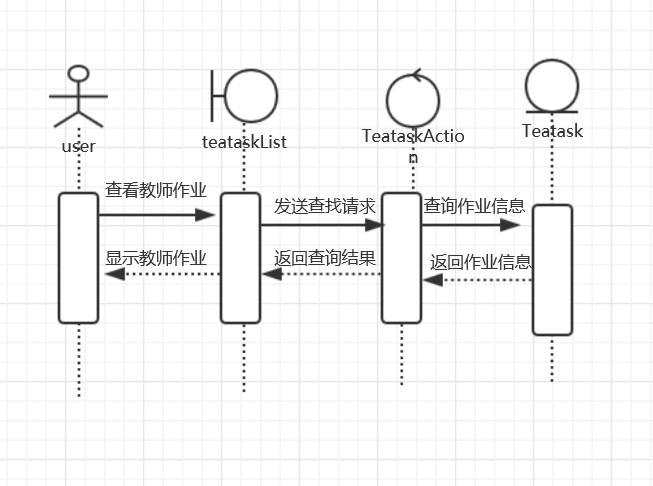 user
teataskList
TeataskActio
n
Teatask
查看教师作业
发送查找请求
查询作业信息
显示教师作业
返回查询结果
返回作业信息